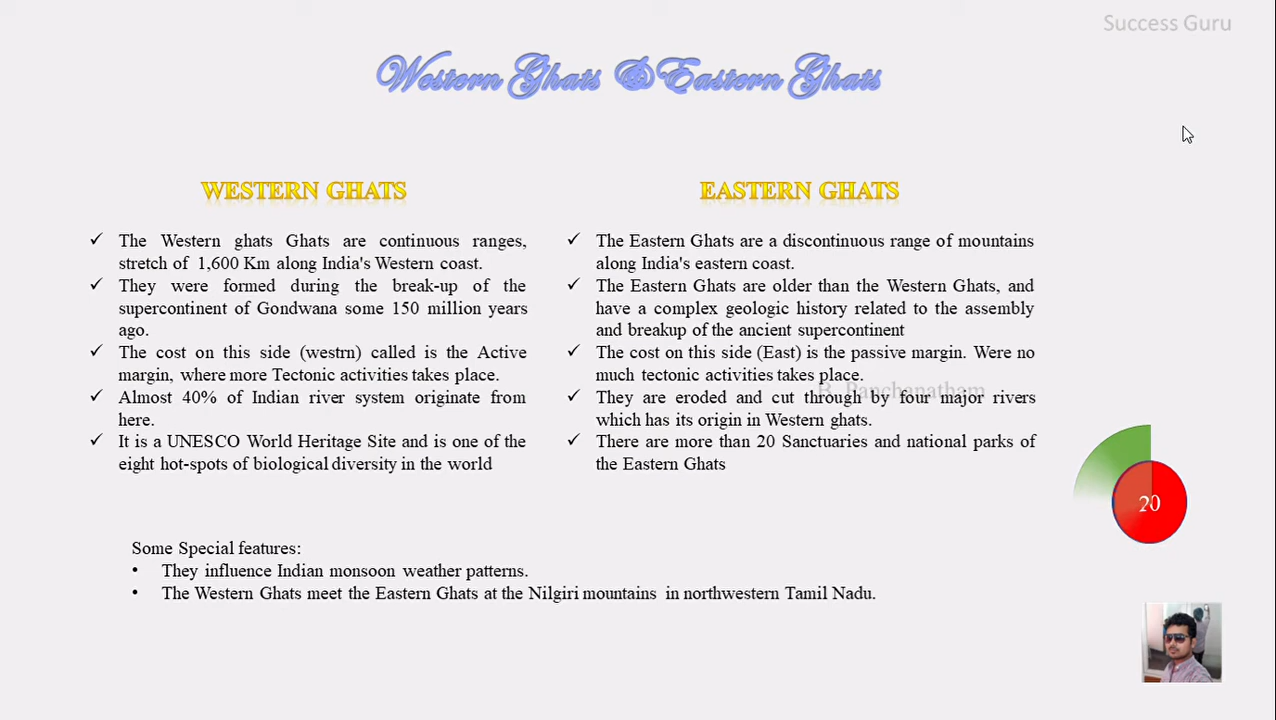 Success Guru
Western Ghats & Eastern Ghats
WESTERN GHATS
✓ The Western ghats Ghats are continuous ranges,
stretch of 1,600 Km along India's Western coast.
✓ They were formed during the break-up of the
supercontinent of Gondwana some 150 million years
ago.
✓ The cost on this side (westrn) called is the Active
margin, where more Tectonic activities takes place.
✓ Almost 40% of Indian river system originate from
here.
✓ It is a UNESCO World Heritage Site and is one of the
eight hot-spots of biological diversity in the world
EASTERN GHATS
✓ The Eastern Ghats are a discontinuous range of mountains
along India's eastern coast.
✓ The Eastern Ghats are older than the Western Ghats, and
have a complex geologic history related to the assembly
and breakup of the ancient supercontinent
✓ The cost on this side (East) is the passive margin. Were no
much tectonic activities takes place.
B. Panchanatham
✓ They are eroded and cut through by four major rivers
which has its origin in Western ghats.
✓ There are more than 20 Sanctuaries and national parks of
the Eastern Ghats
20
Some Special features:
• They influence Indian monsoon weather patterns.
• The Western Ghats meet the Eastern Ghats at the Nilgiri mountains in northwestern Tamil Nadu.